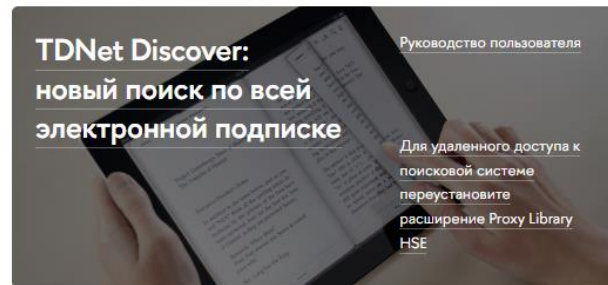 TDNet Discover:
новый поиск по всей
электронной подписке
Руководство пользователя
Для удаленного доступа к
поисковой системе
переустановите
расширение Proxy Library
HSE